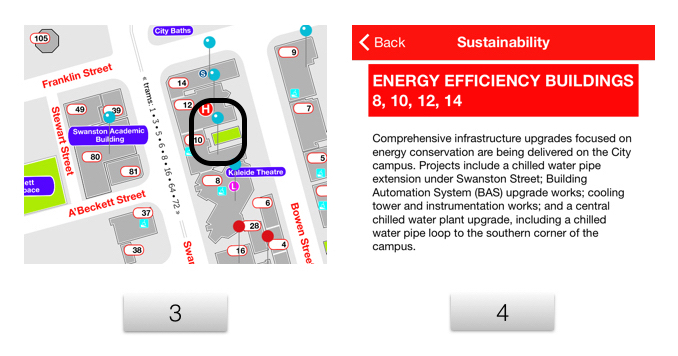 City Baths
105
9
Franklin Street
14
S
« trams: 1 • 3 • 5 • 6 • 8 • 16 • 64 • 72 »
49
39
12
H
7
Stewart Street
Swanston Academic
Building
10
80
5
81
Kaleide Theatre
8
L
A'Beckett Street
6
37
Bowen Street
28
4
38
16
Swan
3
Back
Sustainability
ENERGY EFFICIENCY BUILDINGS
8, 10, 12, 14
Comprehensive infrastructure upgrades focused on
energy conservation are being delivered on the City
campus. Projects include a chilled water pipe
extension under Swanston Street; Building
Automation System (BAS) upgrade works; cooling
tower and instrumentation works; and a central
chilled water plant upgrade, including a chilled
water pipe loop to the southern corner of the
campus.
4